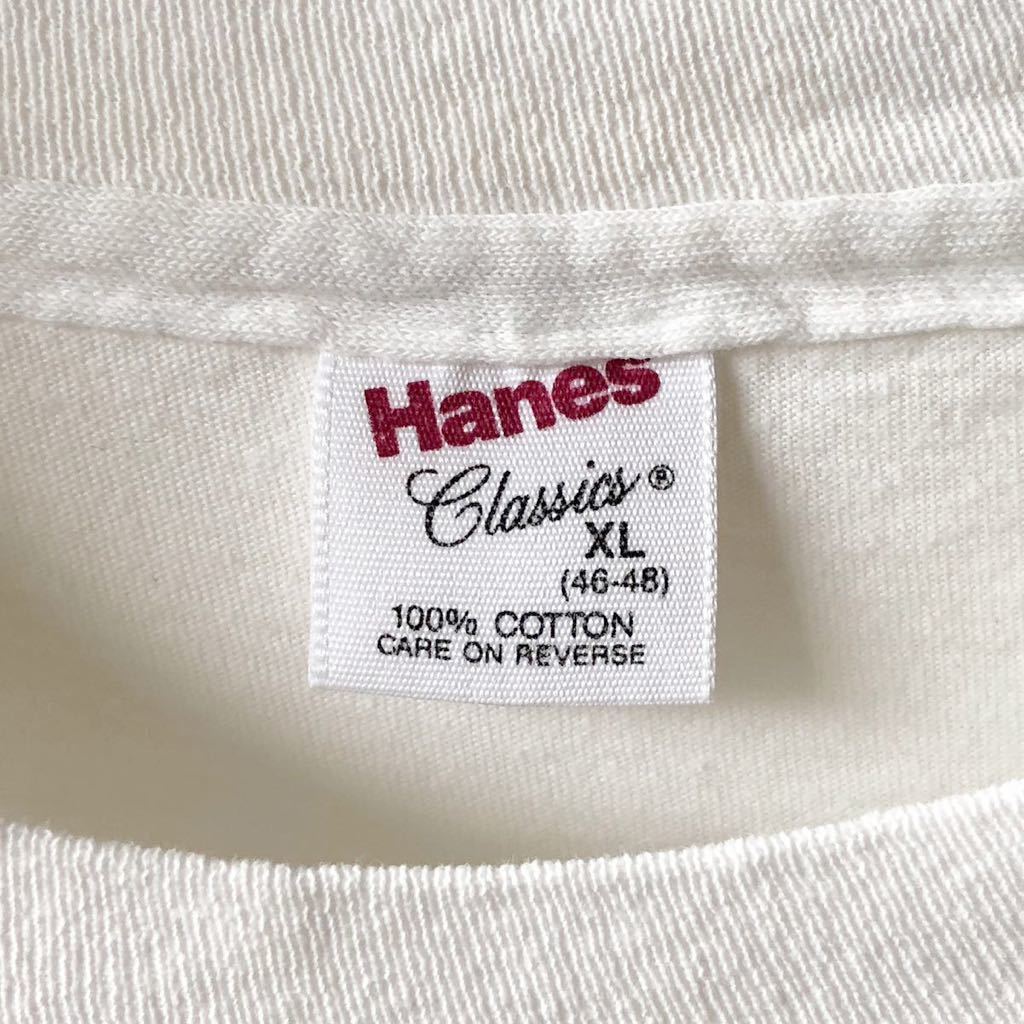 Hanes
Classics®
XL
(46-48)
100% COTTON
CARE ON REVERSE